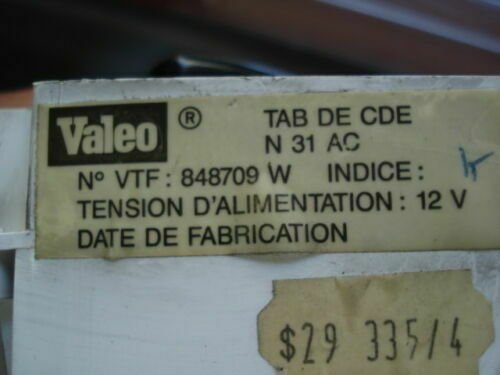 Valeo ® TAB DE CDE
N 31 AC
Nº VTF : 848709 W INDICE :
TENSION D'ALIMENTATION : 12 V
DATE DE FABRICATION
$29 335/4